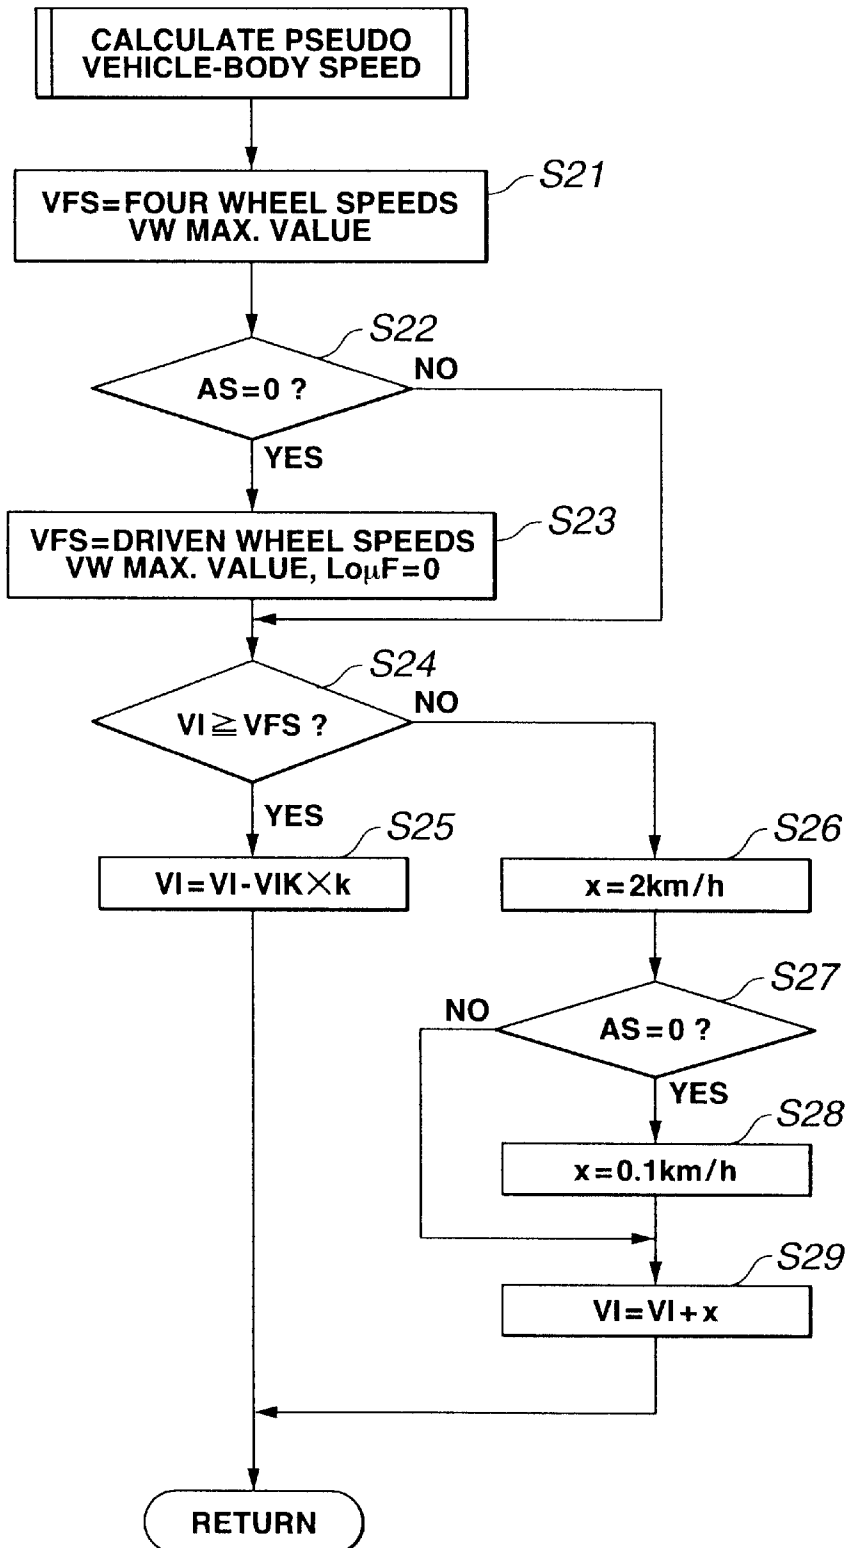 CALCULATE PSEUDO
VEHICLE-BODY SPEED
S21
VFS=FOUR WHEEL SPEEDS
VW MAX. VALUE
S22
AS=0 ?
NO
YES
S23
VFS=DRIVEN WHEEL SPEEDS
VW MAX. VALUE, LoμF=0
S24
VI≧VFS ?
NO
YES
S25
VI=VI-VIK×k
S26
x=2km/h
S27
NO
AS=0 ?
YES
S28
x=0.1km/h
S29
VI=VI+x
RETURN